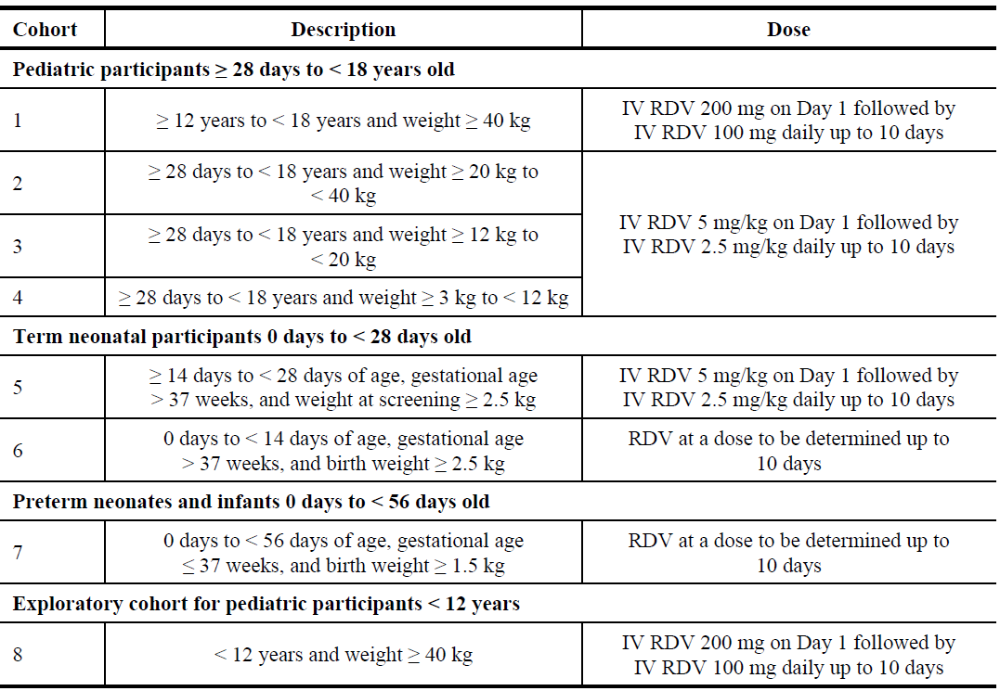 Cohort Description Dose
Pediatric participants ≥ 28 days to < 18 years old
1 ≥ 12 years to < 18 years and weight ≥ 40 kg IV RDV 200 mg on Day 1 followed by
IV RDV 100 mg daily up to 10 days
2 ≥ 28 days to < 18 years and weight ≥ 20 kg to
< 40 kg
IV RDV 5 mg/kg on Day 1 followed by
IV RDV 2.5 mg/kg daily up to 10 days
3 ≥ 28 days to < 18 years and weight ≥ 12 kg to
< 20 kg
4 ≥ 28 days to < 18 years and weight ≥ 3 kg to < 12 kg
Term neonatal participants 0 days to < 28 days old
5 ≥ 14 days to < 28 days of age, gestational age
> 37 weeks, and weight at screening ≥ 2.5 kg
IV RDV 5 mg/kg on Day 1 followed by
IV RDV 2.5 mg/kg daily up to 10 days
6 0 days to < 14 days of age, gestational age
> 37 weeks, and birth weight ≥ 2.5 kg
RDV at a dose to be determined up to
10 days
Preterm neonates and infants 0 days to < 56 days old
7 0 days to < 56 days of age, gestational age
≤ 37 weeks, and birth weight ≥ 1.5 kg
RDV at a dose to be determined up to
10 days
Exploratory cohort for pediatric participants < 12 years
8 < 12 years and weight ≥ 40 kg IV RDV 200 mg on Day 1 followed by
IV RDV 100 mg daily up to 10 days